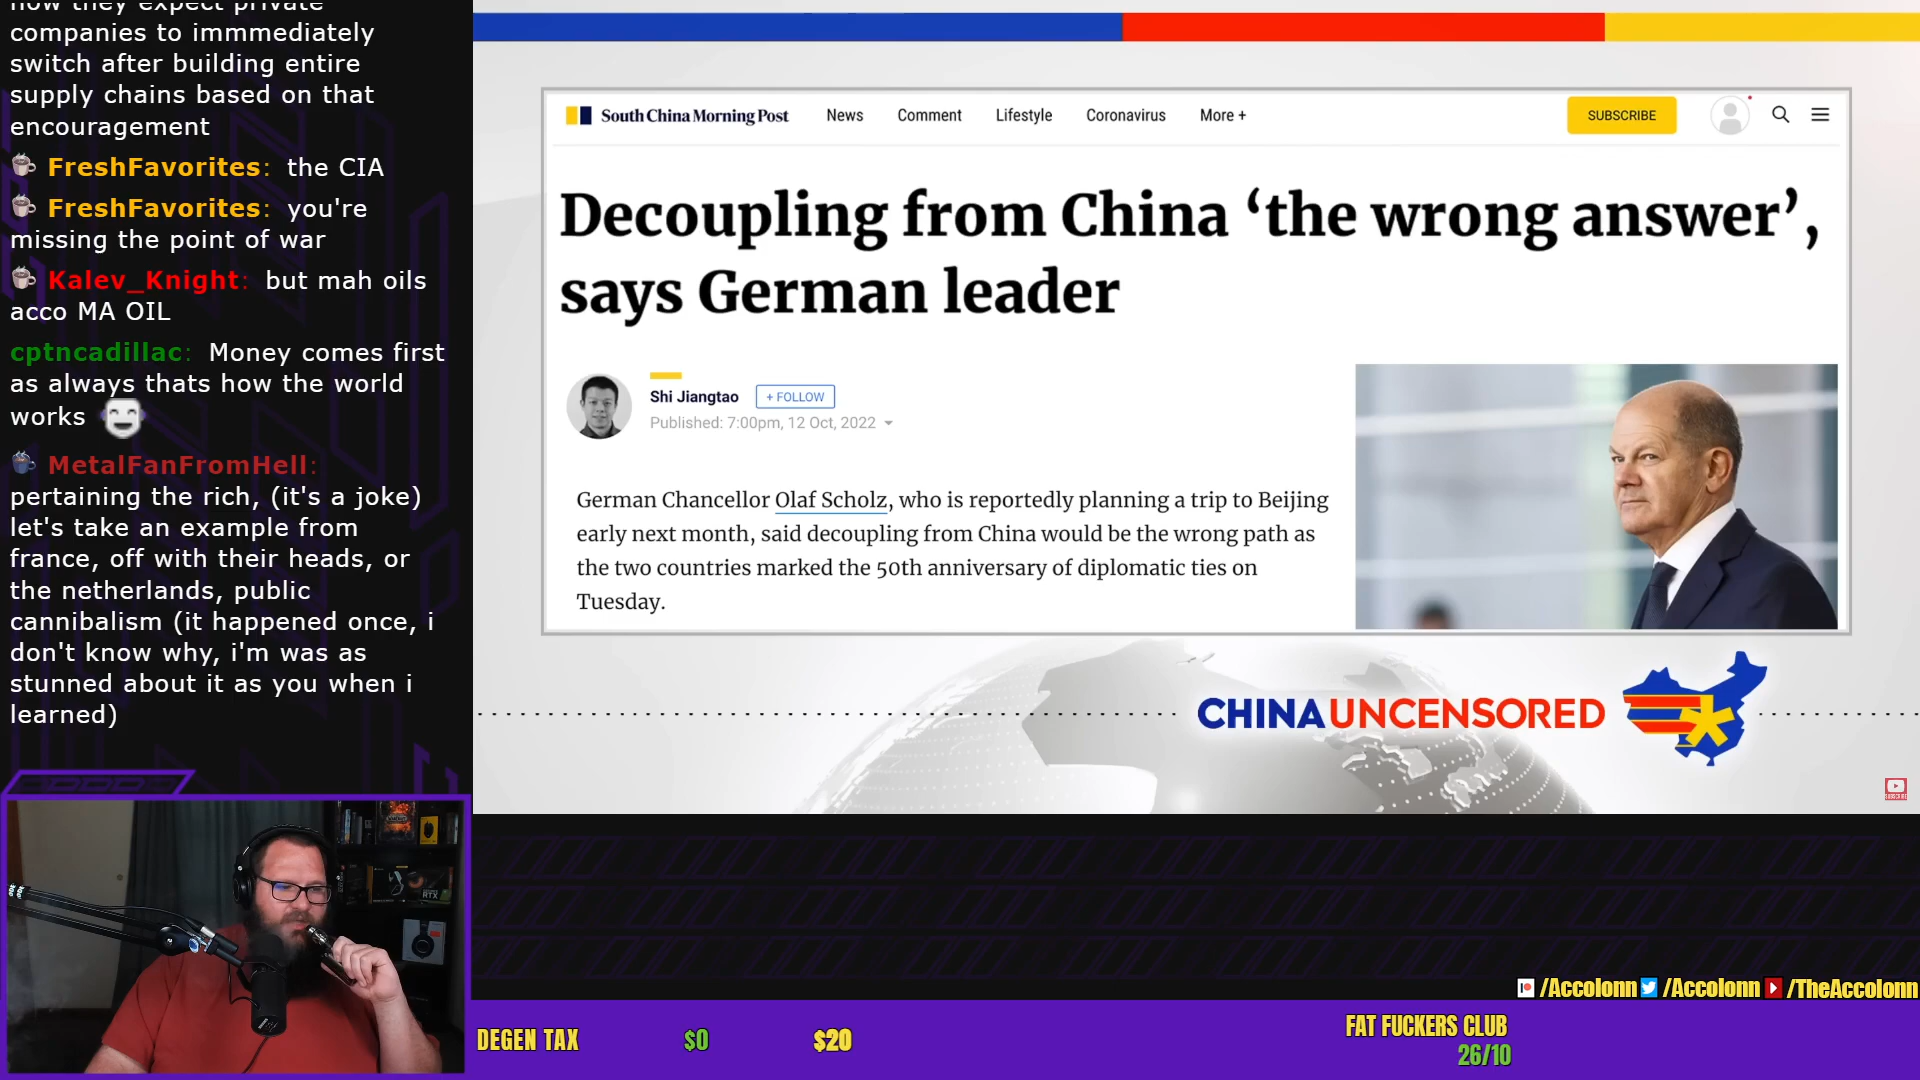 how they expect private
companies to immmediately
switch after building entire
supply chains based on that
encouragement
FreshFavorites: the CIA
FreshFavorites: you're
missing the point of war
Kalev_Knight: but mah oils
acco MA OIL
cptncadillac: Money comes first
as always thats how the world
works
MetalFanFromHell:
pertaining the rich, (it's a joke)
let's take an example from
france, off with their heads, or
the netherlands, public
cannibalism (it happened once, i
don't know why, i'm was as
stunned about it as you when i
learned)
South China Morning Post News Comment Lifestyle Coronavirus More + SUBSCRIBE
Decoupling from China ‘the wrong answer’,
says German leader
Shi Jiangtao + FOLLOW
Published: 7:00pm, 12 Oct, 2022
German Chancellor Olaf Scholz, who is reportedly planning a trip to Beijing
early next month, said decoupling from China would be the wrong path as
the two countries marked the 50th anniversary of diplomatic ties on
Tuesday.
CHINA UNCENSORED
SUBSCRIBE
/Accolonn /Accolonn /TheAccolonn
DEGEN TAX $0 $20
FAT FUCKERS CLUB
26/10